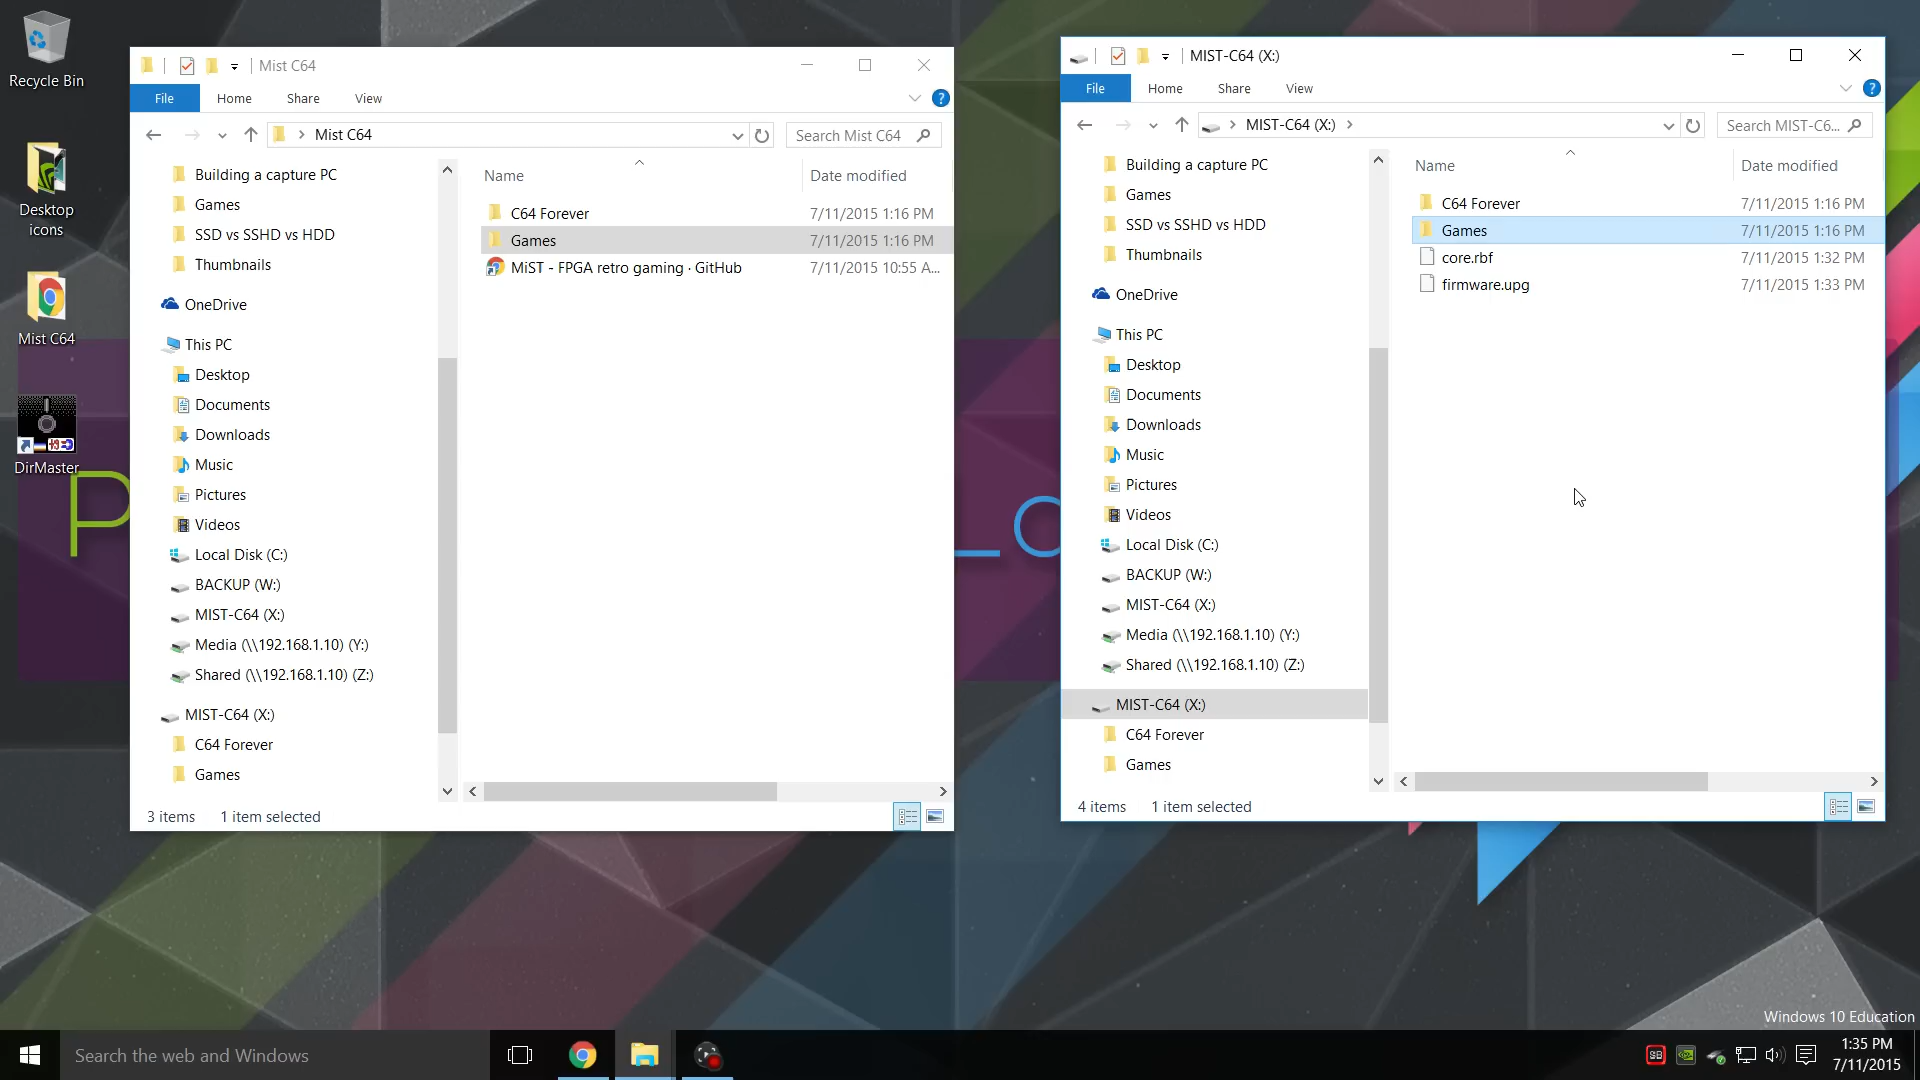 Recycle Bin
Desktop
icons
Mist C64
DirMaster
Mist C64
File Home Share View
Mist C64
Search Mist C64
Building a capture PC
Games
SSD vs SSHD vs HDD
Thumbnails
OneDrive
This PC
Desktop
Documents
Downloads
Music
Pictures
Videos
Local Disk (C:)
BACKUP (W:)
MIST-C64 (X:)
Media (\\192.168.1.10) (Y:)
Shared (\\192.168.1.10) (Z:)
MIST-C64 (X:)
C64 Forever
Games
Name Date modified
C64 Forever 7/11/2015 1:16 PM
Games 7/11/2015 1:16 PM
MiST - FPGA retro gaming · GitHub 7/11/2015 10:55 A...
3 items 1 item selected
MIST-C64 (X:)
File Home Share View
MIST-C64 (X:)
Search MIST-C6...
Building a capture PC
Games
SSD vs SSHD vs HDD
Thumbnails
OneDrive
This PC
Desktop
Documents
Downloads
Music
Pictures
Videos
Local Disk (C:)
BACKUP (W:)
MIST-C64 (X:)
Media (\\192.168.1.10) (Y:)
Shared (\\192.168.1.10) (Z:)
MIST-C64 (X:)
C64 Forever
Games
Name Date modified
C64 Forever 7/11/2015 1:16 PM
Games 7/11/2015 1:16 PM
core.rbf 7/11/2015 1:32 PM
firmware.upg 7/11/2015 1:33 PM
4 items 1 item selected
Windows 10 Education
Search the web and Windows
1:35 PM
7/11/2015